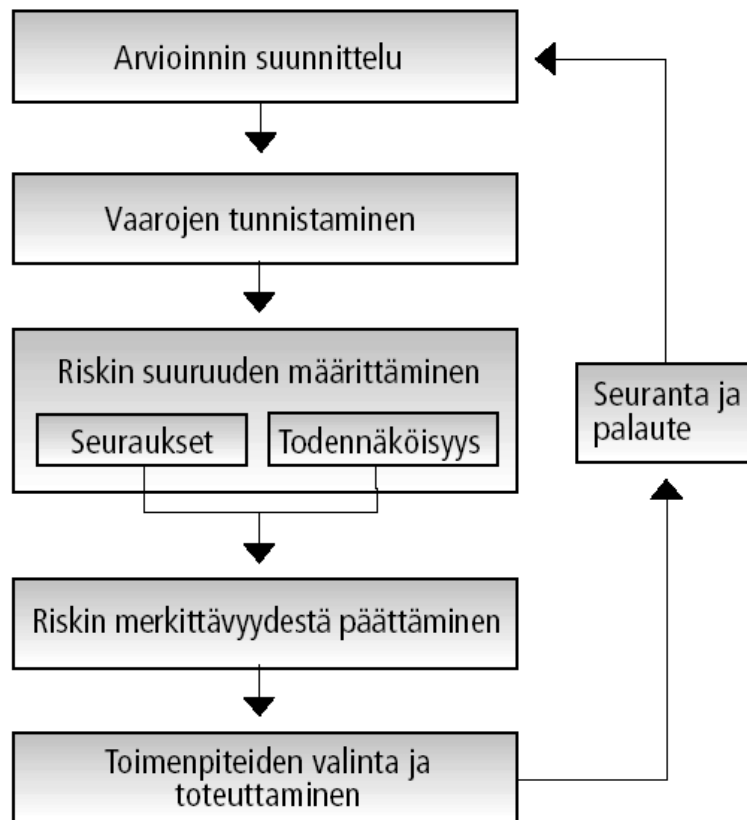 Arvioinnin suunnittelu
Vaarojen tunnistaminen
Riskin suuruuden määrittäminen
Seuraukset
Todennäköisyys
Seuranta ja
palaute
Riskin merkittävyydestä päättäminen
Toimenpiteiden valinta ja
toteuttaminen